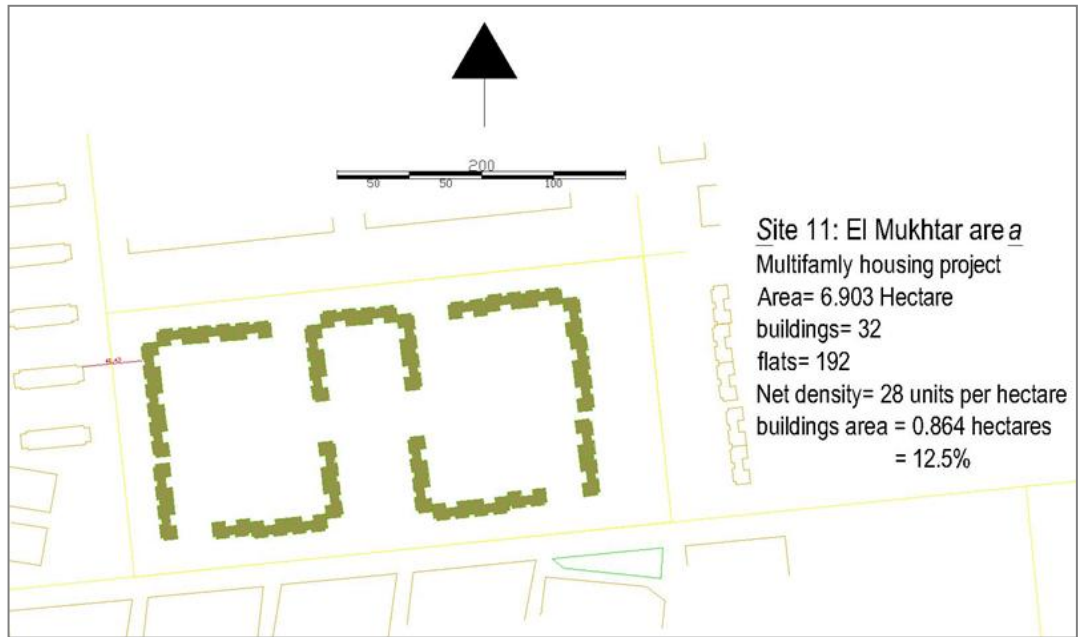 200
50 50 100
Site 11: El Mukhtar are a
Multifamly housing project
Area= 6.903 Hectare
buildings= 32
flats= 192
Net density= 28 units per hectare
buildings area = 0.864 hectares
= 12.5%